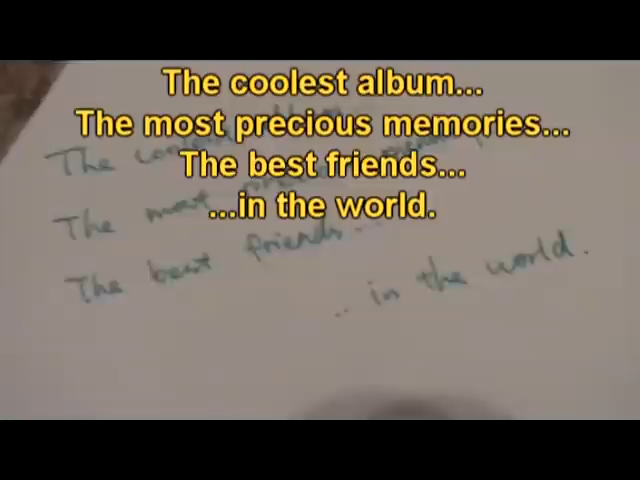 The coolest album...
The most precious memories...
The best friends...
...in the world.
The
The most
The best friends...
... in the world.